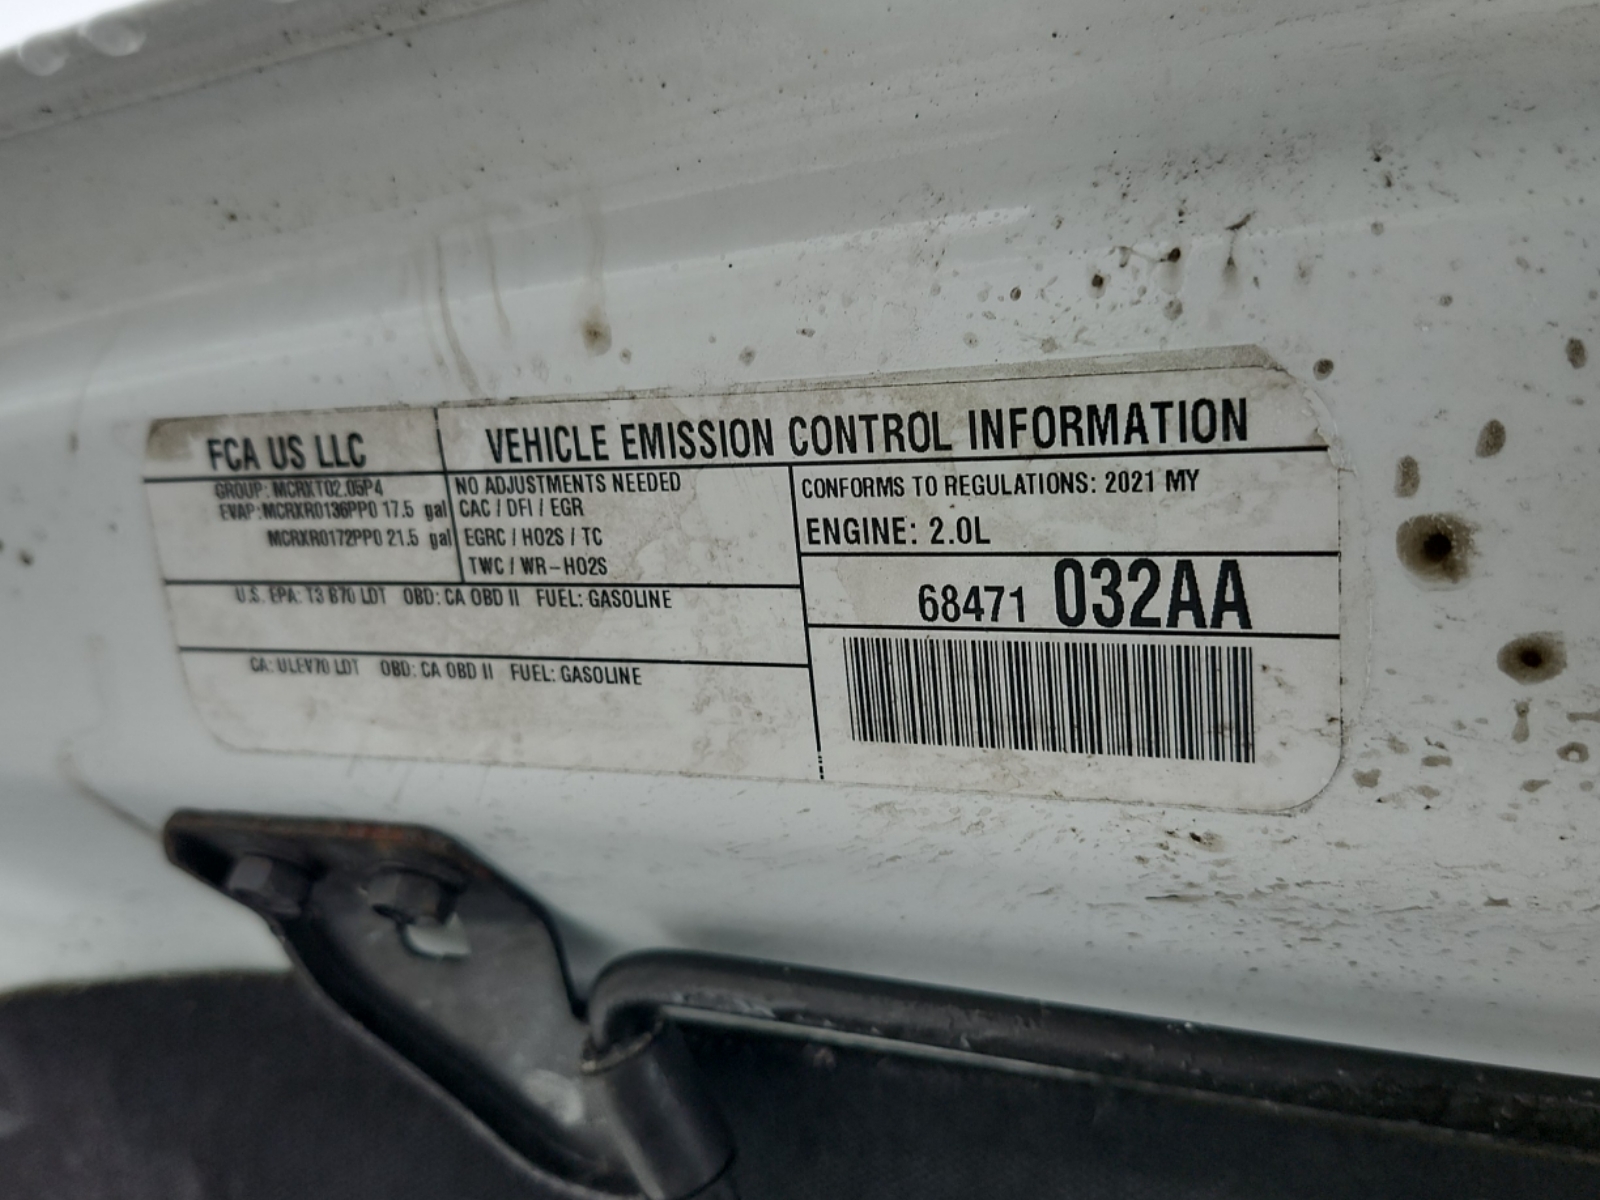 FCA US LLC
VEHICLE EMISSION CONTROL INFORMATION
GROUP: MCRXT02.05P4
EVAP: MCRXR0136PP0 17.5 gal
MCRXR0172PP0 21.5 gal
NO ADJUSTMENTS NEEDED
CAC / DFI / EGR
EGRC / HO2S / TC
TWC / WR-HO2S
CONFORMS TO REGULATIONS: 2021 MY
ENGINE: 2.0L
68471 032AA
U.S. EPA: T3 B70 LDT OBD: CA OBD II FUEL: GASOLINE
CA: ULEV70 LDT OBD: CA OBD II FUEL: GASOLINE